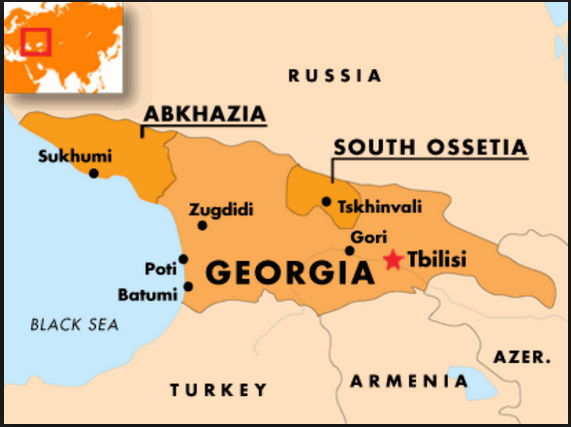 RUSSIA
ABKHAZIA
SOUTH OSSETIA
Sukhumi
Tskhinvali
Zugdidi
Gori
Tbilisi
Poti
GEORGIA
Batumi
BLACK SEA
AZER.
TURKEY
ARMENIA